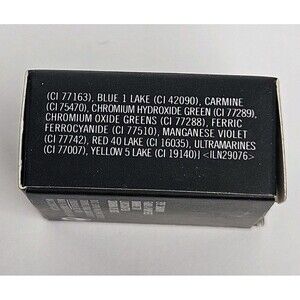 (CI 77163), BLUE 1 LAKE (CI 42090), CARMINE
(CI 75470), CHROMIUM HYDROXIDE GREEN (CI 77289),
CHROMIUM OXIDE GREENS (CI 77288), FERRIC
FERROCYANIDE (CI 77510), MANGANESE VIOLET
(CI 77742), RED 40 LAKE (CI 16035), ULTRAMARINES
(CI 77007), YELLOW 5 LAKE (CI 19140)] <ILN29076>